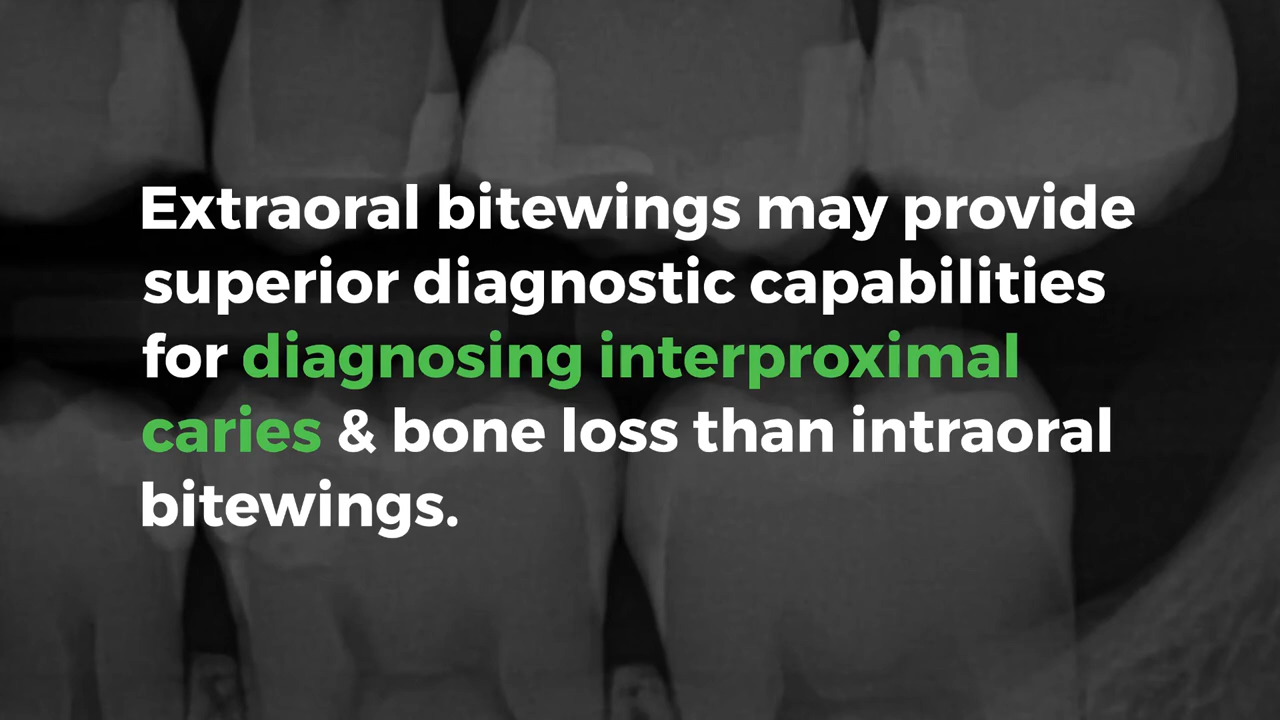 Extraoral bitewings may provide
superior diagnostic capabilities
for diagnosing interproximal
caries & bone loss than intraoral
bitewings.